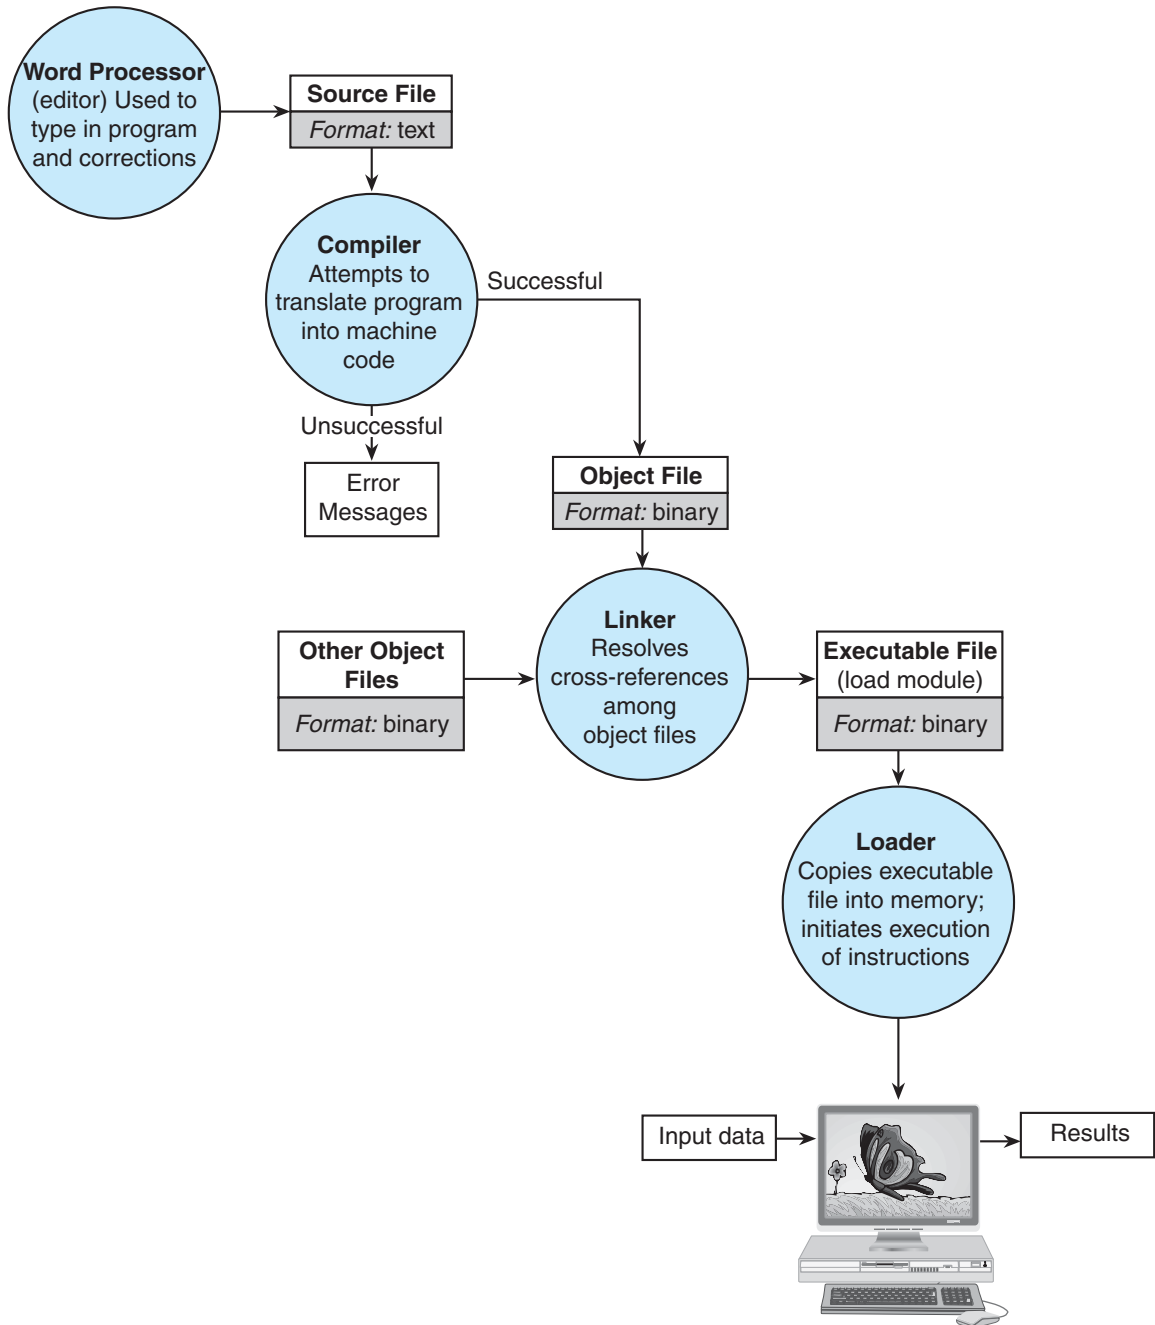 Word Processor
(editor) Used to
type in program
and corrections
Source File
Format: text
Compiler
Attempts to
translate program
into machine
code
Successful
Unsuccessful
Error
Messages
Object File
Format: binary
Linker
Resolves
cross-references
among
object files
Other Object
Files
Format: binary
Executable File
(load module)
Format: binary
Loader
Copies executable
file into memory;
initiates execution
of instructions
Input data
Results